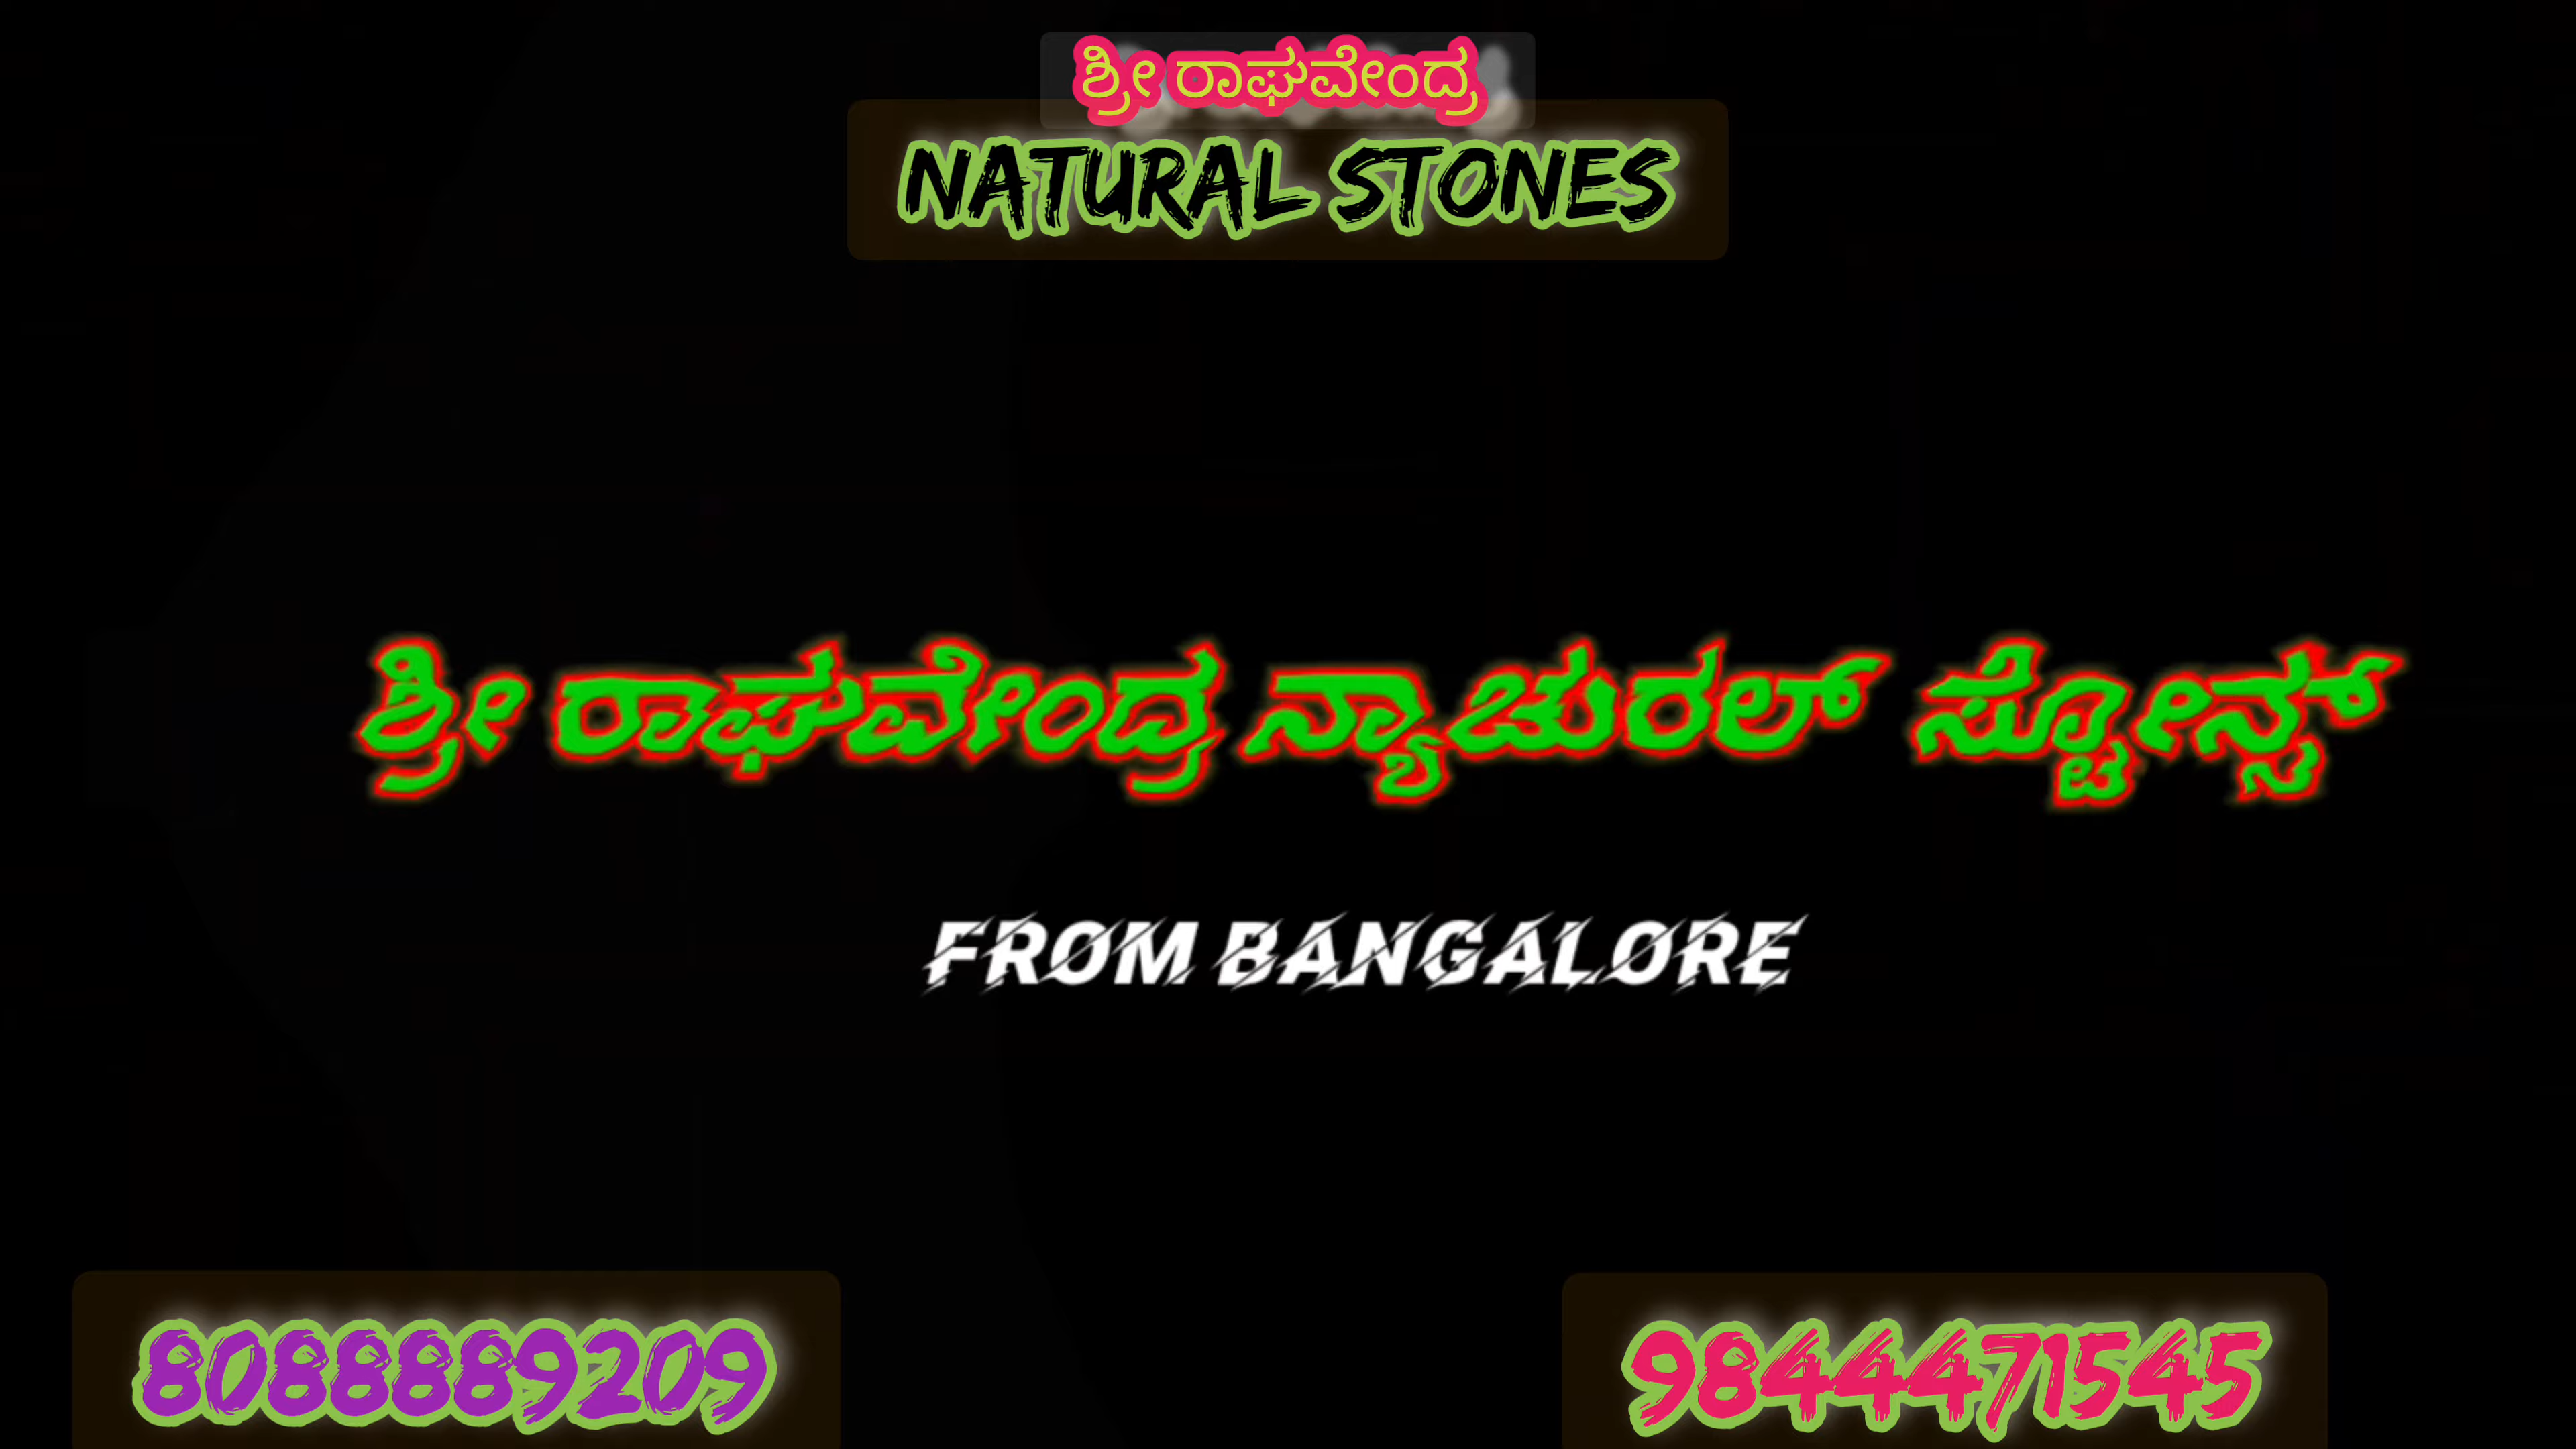 ಶ್ರೀ ರಾಘವೇಂದ್ರ
NATURAL STONES
ಶ್ರೀ ರಾಘವೇಂದ್ರ ನ್ಯಾಚುರಲ್ ಸ್ಟೋನ್ಸ್
FROM BANGALORE
8088889209
9844471545